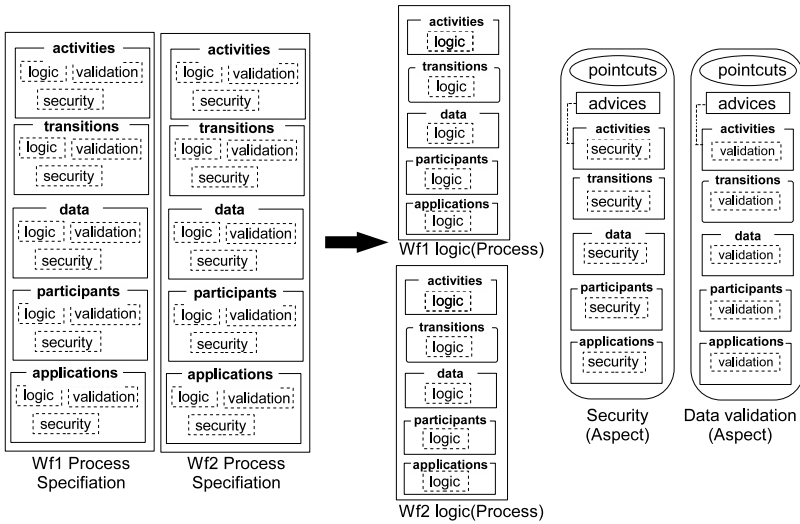 activities
logic validation
security
transitions
logic validation
security
data
logic validation
security
participants
logic validation
security
applications
logic validation
security
Wf1 Process
Specifiation
activities
logic validation
security
transitions
logic validation
security
data
logic validation
security
participants
logic validation
security
applications
logic validation
security
Wf2 Process
Specifiation
activities
logic
transitions
logic
data
logic
participants
logic
applications
logic
Wf1 logic(Process)
activities
logic
transitions
logic
data
logic
participants
logic
applications
logic
Wf2 logic(Process)
pointcuts
advices
activities
security
transitions
security
data
security
participants
security
applications
security
Security
(Aspect)
pointcuts
advices
activities
validation
transitions
validation
data
validation
participants
validation
applications
validation
Data validation
(Aspect)